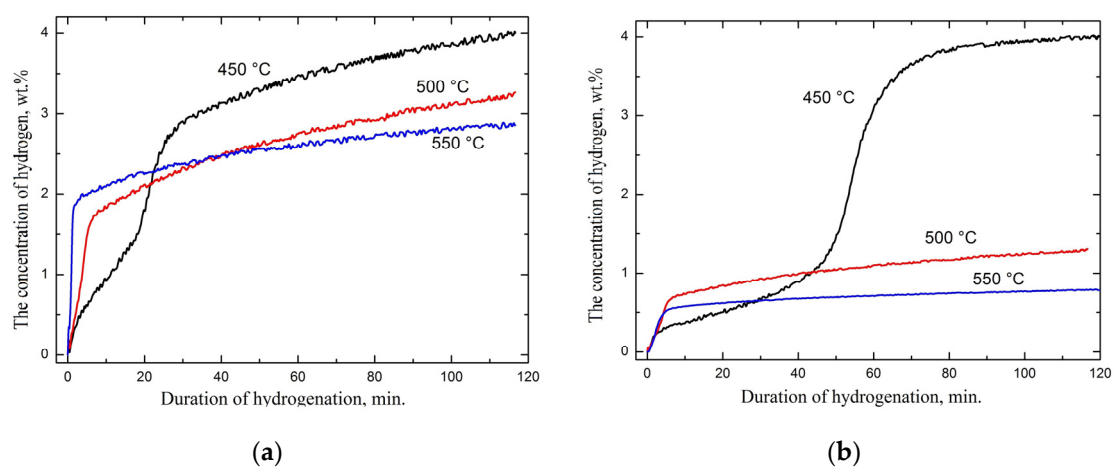 The concentration of hydrogen, wt.%
4
3
2
1
0
450 °C
500 °C
550 °C
0 20 40 60 80 100 120
Duration of hydrogenation, min.
(a)
The concentration of hydrogen, wt.%
4
3
2
1
0
450 °C
500 °C
550 °C
0 20 40 60 80 100 120
Duration of hydrogenation, min.
(b)